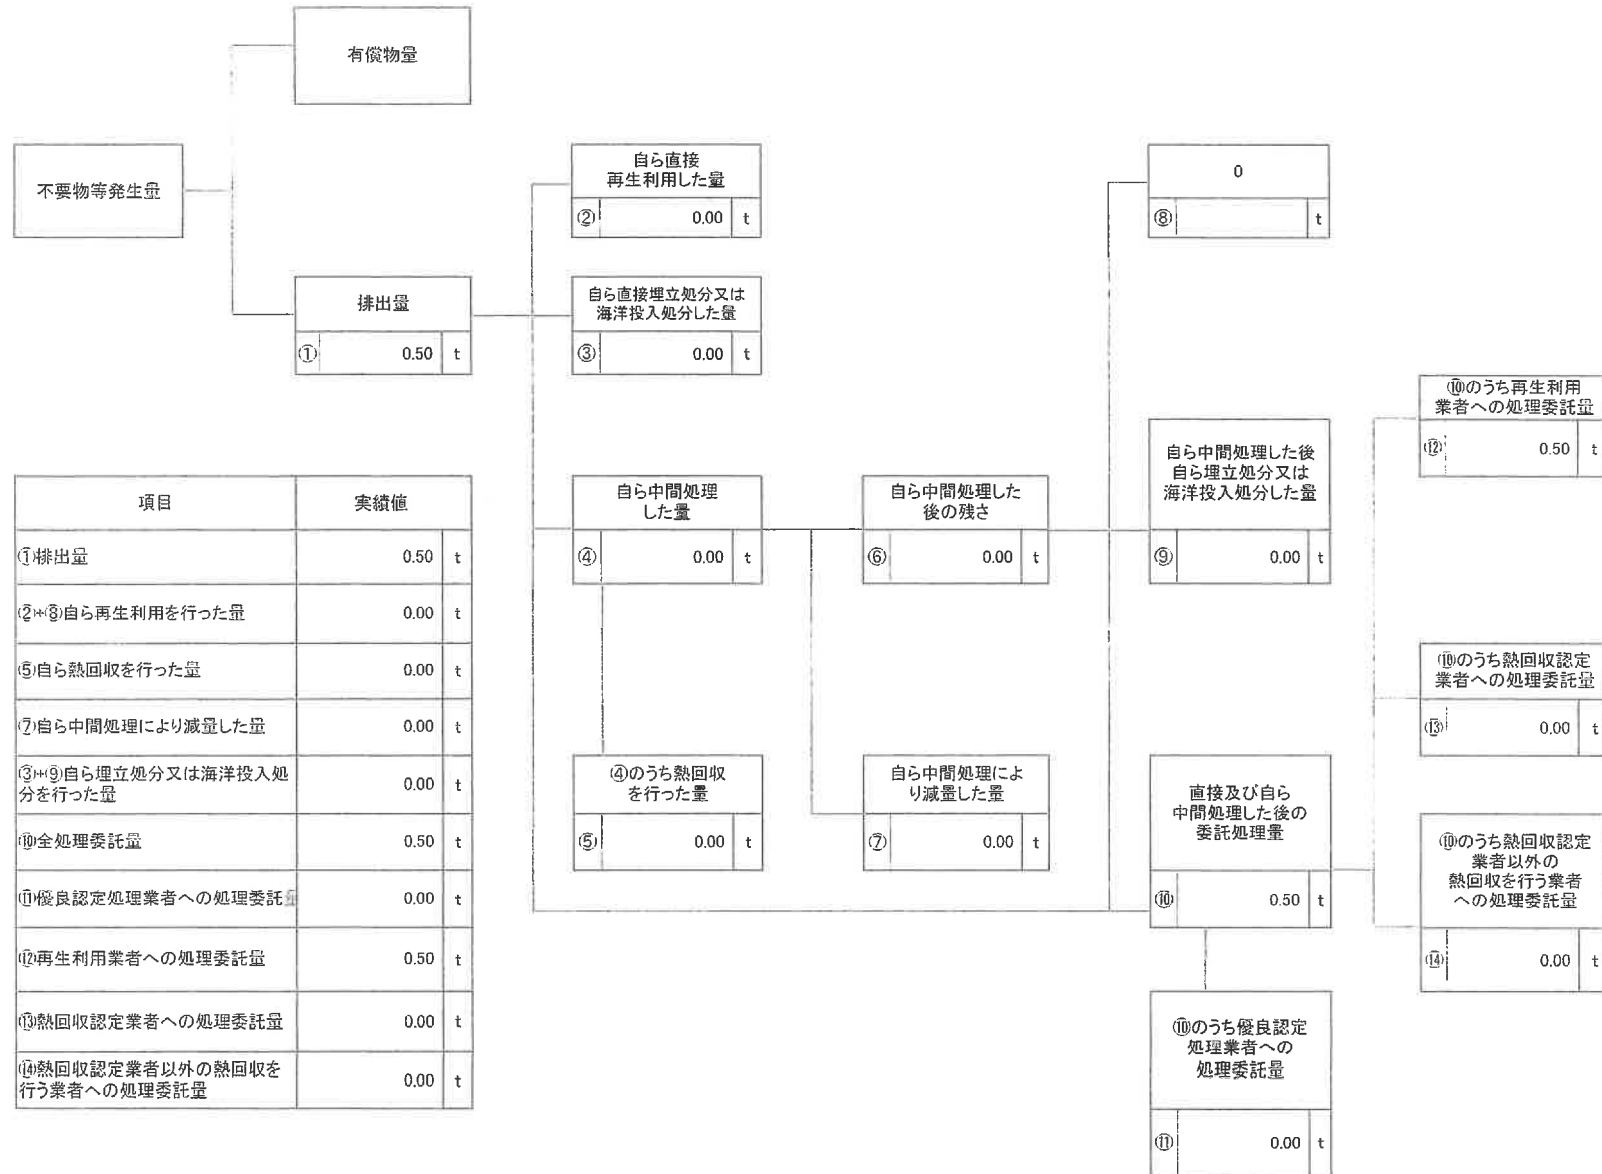 有償物量
不要物等発生量
排出量
① 0.50 t
自ら直接
再生利用した量
② 0.00 t
自ら直接埋立処分又は
海洋投入処分した量
③ 0.00 t
自ら中間処理
した量
④ 0.00 t
④のうち熱回収
を行った量
⑤ 0.00 t
自ら中間処理した
後の残さ
⑥ 0.00 t
自ら中間処理によ
り減量した量
⑦ 0.00 t
0
⑧ t
自ら中間処理した後
自ら埋立処分又は
海洋投入処分した量
⑨ 0.00 t
直接及び自ら
中間処理した後の
委託処理量
⑩ 0.50 t
⑩のうち優良認定
処理業者への
処理委託量
⑪ 0.00 t
⑩のうち再生利用
業者への処理委託量
⑫ 0.50 t
⑩のうち熱回収認定
業者への処理委託量
⑬ 0.00 t
⑩のうち熱回収認定
業者以外の
熱回収を行う業者
への処理委託量
⑭ 0.00 t
項目 実績値
①排出量 0.50 t
②+⑧自ら再生利用を行った量 0.00 t
⑤自ら熱回収を行った量 0.00 t
⑦自ら中間処理により減量した量 0.00 t
③+⑨自ら埋立処分又は海洋投入処
分を行った量 0.00 t
⑩全処理委託量 0.50 t
⑪優良認定処理業者への処理委託量 0.00 t
⑫再生利用業者への処理委託量 0.50 t
⑬熱回収認定業者への処理委託量 0.00 t
⑭熱回収認定業者以外の熱回収を
行う業者への処理委託量 0.00 t